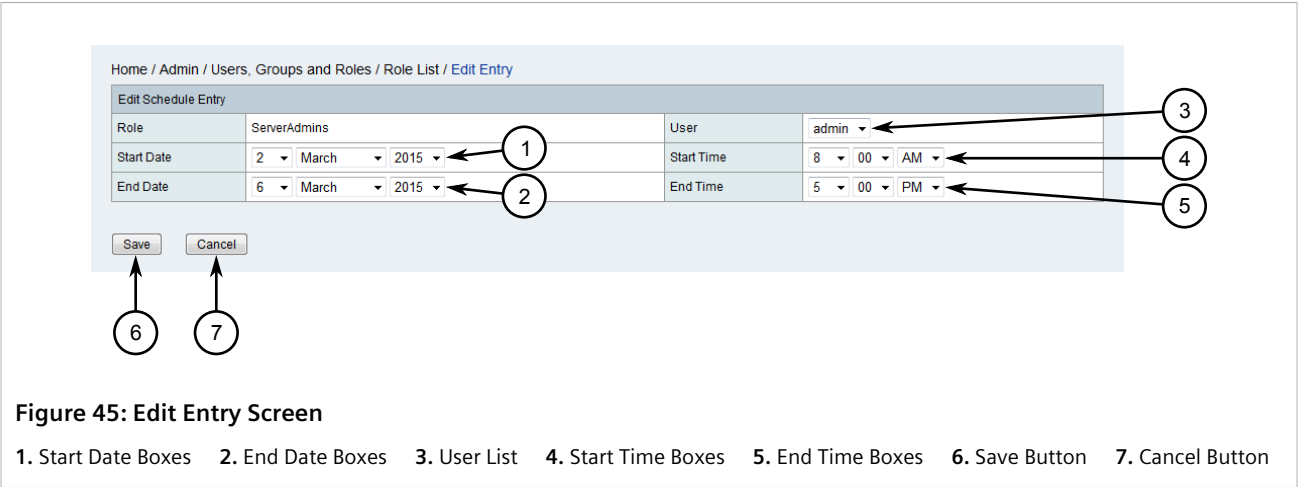 Home / Admin / Users, Groups and Roles / Role List / Edit Entry
Edit Schedule Entry
Role ServerAdmins User admin
Start Date 2 March 2015 Start Time 8 00 AM
End Date 6 March 2015 End Time 5 00 PM
Save Cancel
1
2
3
4
5
6
7
Figure 45: Edit Entry Screen
1. Start Date Boxes 2. End Date Boxes 3. User List 4. Start Time Boxes 5. End Time Boxes 6. Save Button 7. Cancel Button